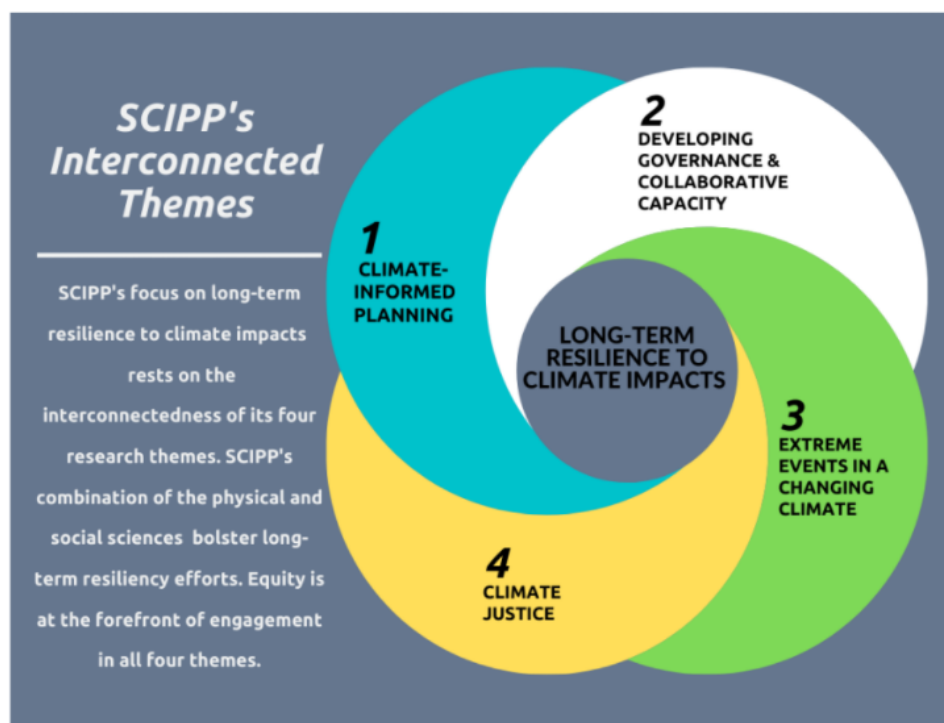 SCIPP's
Interconnected
Themes
SCIPP's focus on long-term
resilience to climate impacts
rests on the
interconnectedness of its four
research themes. SCIPP's
combination of the physical and
social sciences bolster long-
term resiliency efforts. Equity is
at the forefront of engagement
in all four themes.
1
CLIMATE-
INFORMED
PLANNING
2
DEVELOPING
GOVERNANCE &
COLLABORATIVE
CAPACITY
3
EXTREME
EVENTS IN A
CHANGING
CLIMATE
4
CLIMATE
JUSTICE
LONG-TERM
RESILIENCE TO
CLIMATE IMPACTS